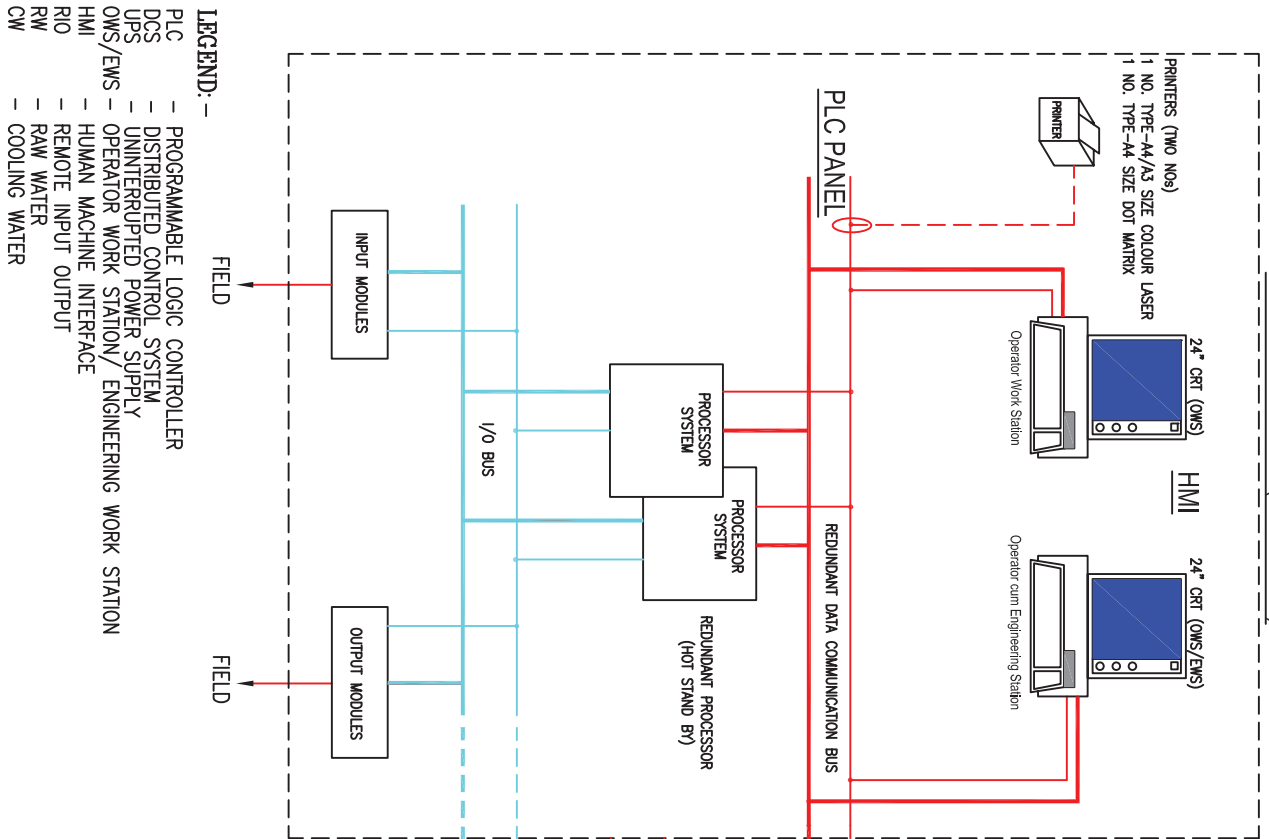 PRINTERS (TWO NOs)
1 NO. TYPE-A4/A3 SIZE COLOUR LASER
1 NO. TYPE-A4 SIZE DOT MATRIX
PRINTER
24" CRT (OWS)
Operator Work Station
HMI
24" CRT (OWS/EWS)
Operator cum Engineering Station
PLC PANEL
REDUNDANT DATA COMMUNICATION BUS
PROCESSOR
SYSTEM
PROCESSOR
SYSTEM
REDUNDANT PROCESSOR
(HOT STAND BY)
I/O BUS
INPUT MODULES
OUTPUT MODULES
FIELD
FIELD
LEGEND:-
PLC - PROGRAMMABLE LOGIC CONTROLLER
DCS - DISTRIBUTED CONTROL SYSTEM
UPS - UNINTERRUPTED POWER SUPPLY
OWS/EWS - OPERATOR WORK STATION/ ENGINEERING WORK STATION
HMI - HUMAN MACHINE INTERFACE
RIO - REMOTE INPUT OUTPUT
RW - RAW WATER
CW - COOLING WATER